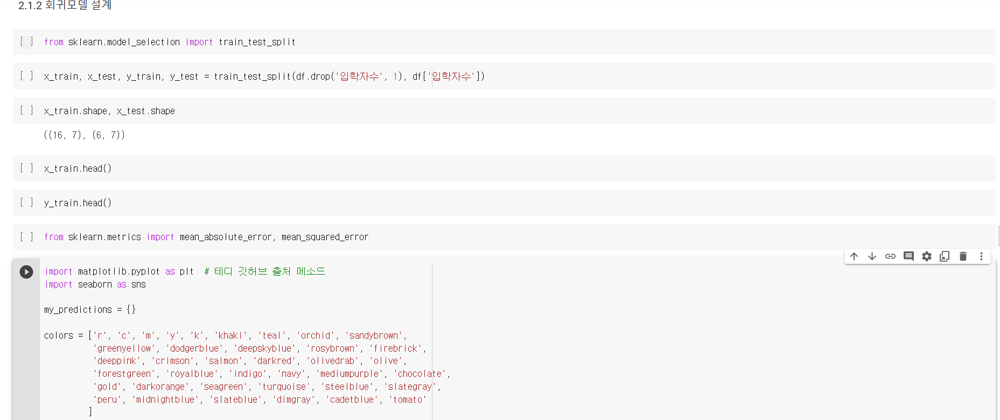 2.1.2 회귀모델 설계
[ ] from sklearn.model_selection import train_test_split
[ ] x_train, x_test, y_train, y_test = train_test_split(df.drop('입학자수', 1), df['입학자수'])
[ ] x_train.shape, x_test.shape
((16, 7), (6, 7))
[ ] x_train.head()
[ ] y_train.head()
[ ] from sklearn.metrics import mean_absolute_error, mean_squared_error
import matplotlib.pyplot as plt  # 테디 깃허브 출처 메소드
import seaborn as sns
my_predictions = {}
colors = ['r', 'c', 'm', 'y', 'k', 'khaki', 'teal', 'orchid', 'sandybrown',
'greenyellow', 'dodgerblue', 'deepskyblue', 'rosybrown', 'firebrick',
'deeppink', 'crimson', 'salmon', 'darkred', 'olivedrab', 'olive',
'forestgreen', 'royalblue', 'indigo', 'navy', 'mediumpurple', 'chocolate',
'gold', 'darkorange', 'seagreen', 'turquoise', 'steelblue', 'slategray',
'peru', 'midnightblue', 'slateblue', 'dimgray', 'cadetblue', 'tomato'
]